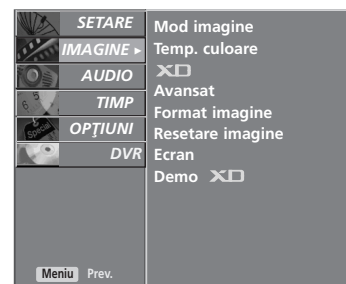 SETARE
IMAGINE ►
AUDIO
TIMP
OPŢIUNI
DVR
Meniu Prev.
Mod imagine
Temp. culoare
XD
Avansat
Format imagine
Resetare imagine
Ecran
Demo XD